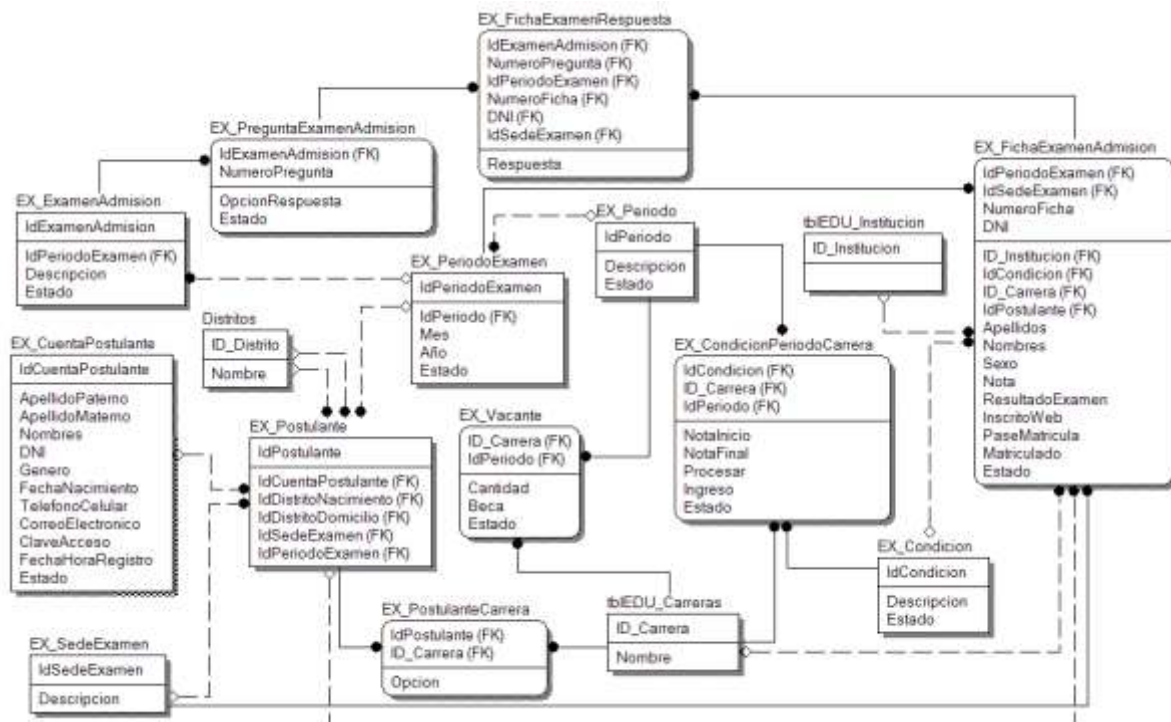 EX_FichaExamenRespuesta
IdExamenAdmision (FK)
NumeroPregunta (FK)
IdPeriodoExamen (FK)
NumeroFicha (FK)
DNI (FK)
IdSedeExamen (FK)
Respuesta
EX_PreguntaExamenAdmision
IdExamenAdmision (FK)
NumeroPregunta
OpcionRespuesta
Estado
EX_FichaExamenAdmision
IdPeriodoExamen (FK)
IdSedeExamen (FK)
NumeroFicha
DNI
ID_Institucion (FK)
IdCondicion (FK)
ID_Carrera (FK)
IdPostulante (FK)
Apellidos
Nombres
Sexo
Nota
ResultadoExamen
InscritoWeb
PaseMatricula
Matriculado
Estado
EX_ExamenAdmision
IdExamenAdmision
IdPeriodoExamen (FK)
Descripcion
Estado
EX_Periodo
IdPeriodo
Descripcion
Estado
tblEDU_Institucion
ID_Institucion
EX_PeriodoExamen
IdPeriodoExamen
IdPeriodo (FK)
Mes
Año
Estado
Distritos
ID_Distrito
Nombre
EX_CuentaPostulante
IdCuentaPostulante
ApellidoPaterno
ApellidoMaterno
Nombres
DNI
Genero
FechaNacimiento
TelefonoCelular
CorreoElectronico
ClaveAcceso
FechaHoraRegistro
Estado
EX_CondicionPeriodoCarrera
IdCondicion (FK)
ID_Carrera (FK)
IdPeriodo (FK)
NotaInicio
NotaFinal
Procesar
Ingreso
Estado
EX_Vacante
ID_Carrera (FK)
IdPeriodo (FK)
Cantidad
Beca
Estado
EX_Postulante
IdPostulante
IdCuentaPostulante (FK)
IdDistritoNacimiento (FK)
IdDistritoDomicilio (FK)
IdSedeExamen (FK)
IdPeriodoExamen (FK)
EX_Condicion
IdCondicion
Descripcion
Estado
EX_PostulanteCarrera
IdPostulante (FK)
ID_Carrera (FK)
Opcion
tblEDU_Carreras
ID_Carrera
Nombre
EX_SedeExamen
IdSedeExamen
Descripcion